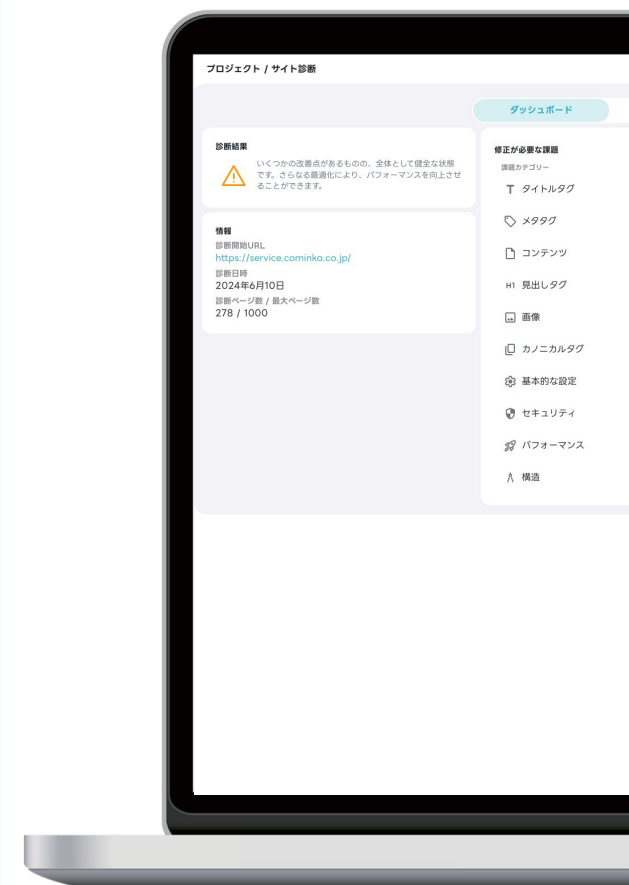 プロジェクト / サイト診断
ダッシュボード
診断結果
いくつかの改善点があるものの、全体として健全な状態
です。さらなる最適化により、パフォーマンスを向上させ
ることができます。
情報
診断開始URL
https://service.cominka.co.jp/
診断日時
2024年6月10日
診断ページ数 / 最大ページ数
278 / 1000
修正が必要な課題
課題カテゴリー
T タイトルタグ
メタタグ
コンテンツ
H1 見出しタグ
画像
カノニカルタグ
基本的な設定
セキュリティ
パフォーマンス
構造